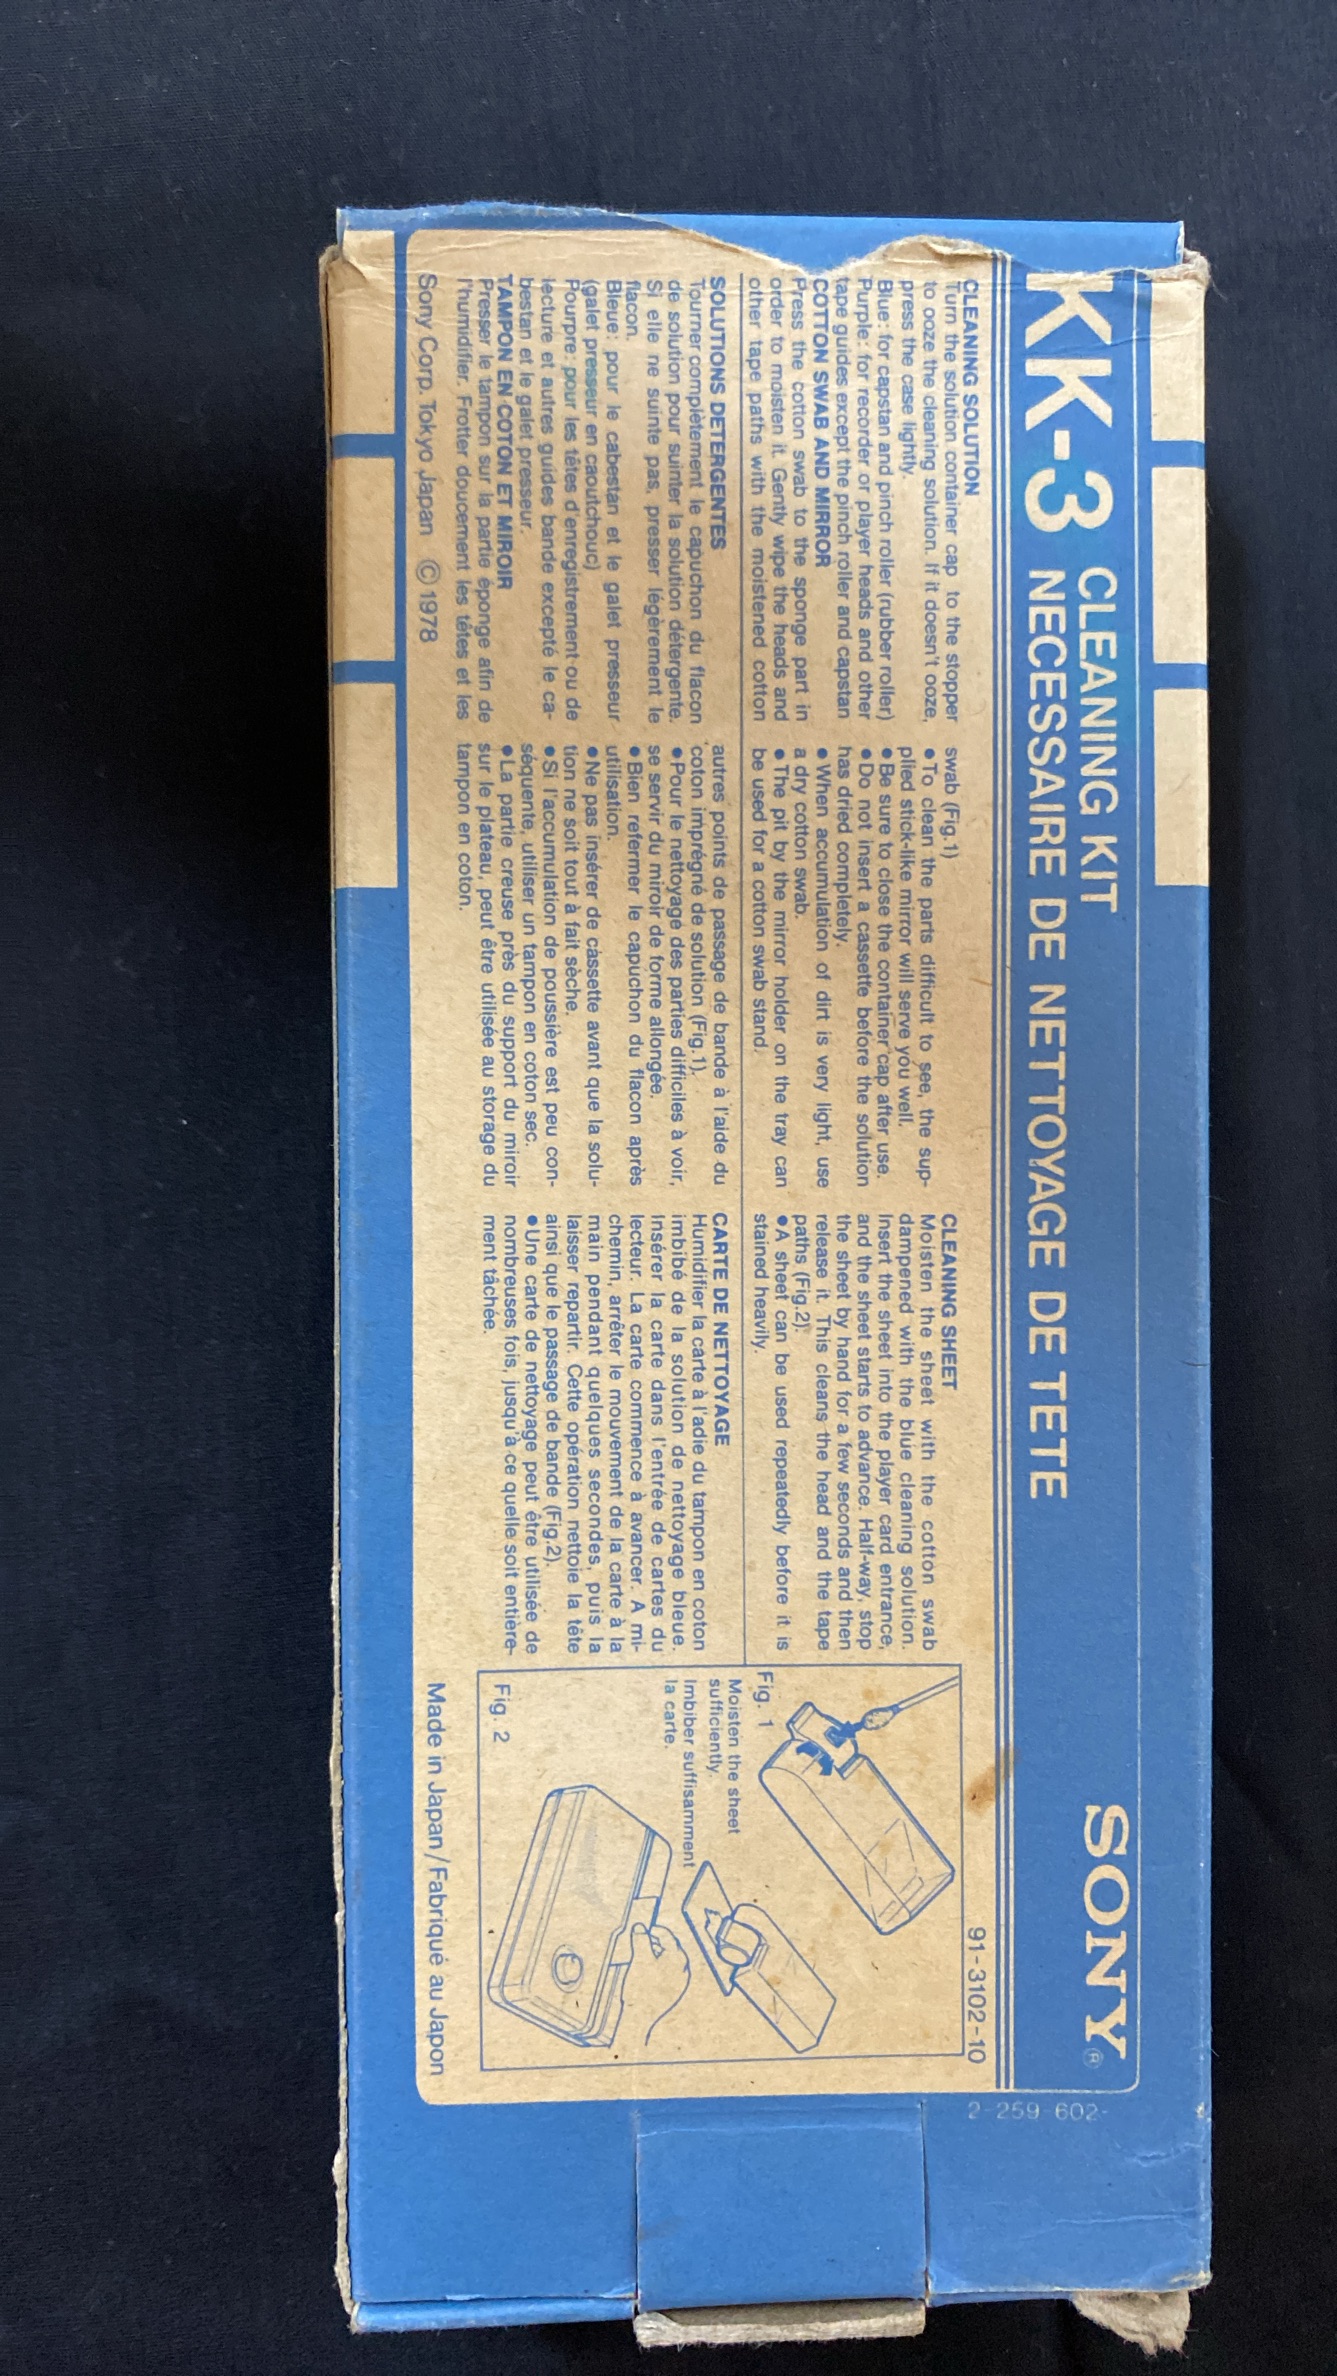 KK-3 CLEANING KIT
NECESSAIRE DE NETTOYAGE DE TETE
SONY®
91-3102-10
CLEANING SOLUTION
Turn the solution container cap to the stopper
to ooze the cleaning solution. If it doesn't ooze,
press the case lightly.
Blue: for capstan and pinch roller (rubber roller)
Purple: for recorder or player heads and other
tape guides except the pinch roller and capstan
COTTON SWAB AND MIRROR
Press the cotton swab to the sponge part in
order to moisten it. Gently wipe the heads and
other tape paths with the moistened cotton
swab (Fig.1)
●To clean the parts difficult to see, the sup-
plied stick-like mirror will serve you well.
●Be sure to close the container cap after use.
●Do not insert a cassette before the solution
has dried completely.
●When accumulation of dirt is very light, use
a dry cotton swab.
●The pit by the mirror holder on the tray can
be used for a cotton swab stand.
CLEANING SHEET
Moisten the sheet with the cotton swab
dampened with the blue cleaning solution.
Insert the sheet into the player card entrance,
and the sheet starts to advance. Half-way, stop
the sheet by hand for a few seconds and then
release it. This cleans the head and the tape
paths (Fig.2).
●A sheet can be used repeatedly before it is
stained heavily.
SOLUTIONS DETERGENTES
Tourner complètement le capuchon du flacon
de solution pour suinter la solution détergente.
Si elle ne suinte pas, presser légèrement le
flacon.
Bleue: pour le cabestan et le galet presseur
(galet presseur en caoutchouc)
Pourpre: pour les têtes d'enregistrement ou de
lecture et autres guides bande excepté le ca-
bestan et le galet presseur.
TAMPON EN COTON ET MIROIR
Presser le tampon sur la partie éponge afin de
l'humidifier. Frotter doucement les têtes et les
autres points de passage de bande à l'aide du
coton imprégné de solution (Fig.1).
●Pour le nettoyage des parties difficiles à voir,
se servir du miroir de forme allongée.
●Bien refermer le capuchon du flacon après
utilisation.
●Ne pas insérer de cassette avant que la solu-
tion ne soit tout à fait sèche.
●Si l'accumulation de poussière est peu con-
séquente, utiliser un tampon en coton sec.
●La partie creuse près du support du miroir
sur le plateau, peut être utilisée au storage du
tampon en coton.
CARTE DE NETTOYAGE
Humidifier la carte à l'adie du tampon en coton
imbibé de la solution de nettoyage bleue.
Insérer la carte dans l'entrée de cartes du
lecteur. La carte commence à avancer. A mi-
chemin, arrêter le mouvement de la carte à la
main pendant quelques secondes, puis la
laisser repartir. Cette opération nettoie la tête
ainsi que le passage de bande (Fig.2).
●Une carte de nettoyage peut être utilisée de
nombreuses fois, jusqu'à ce quelle soit entière-
ment tâchée.
Fig. 1
Moisten the sheet
sufficiently.
Imbiber suffisamment
la carte.
Fig. 2
Sony Corp. Tokyo Japan ©1978
Made in Japan/Fabriqué au Japon
2-259-602-